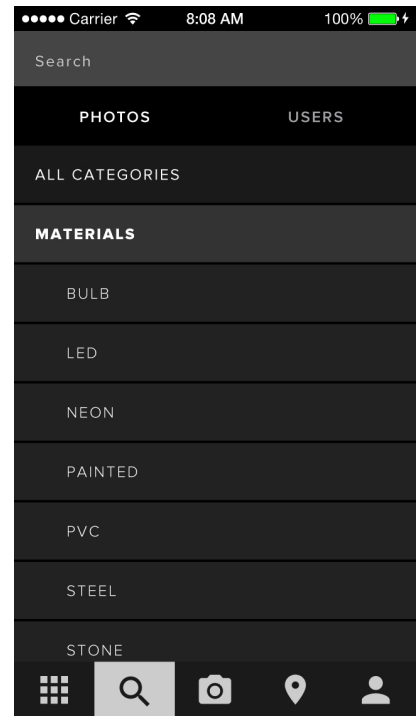 ●●●●● Carrier 8:08 AM 100%
Search
PHOTOS USERS
ALL CATEGORIES
MATERIALS
BULB
LED
NEON
PAINTED
PVC
STEEL
STONE